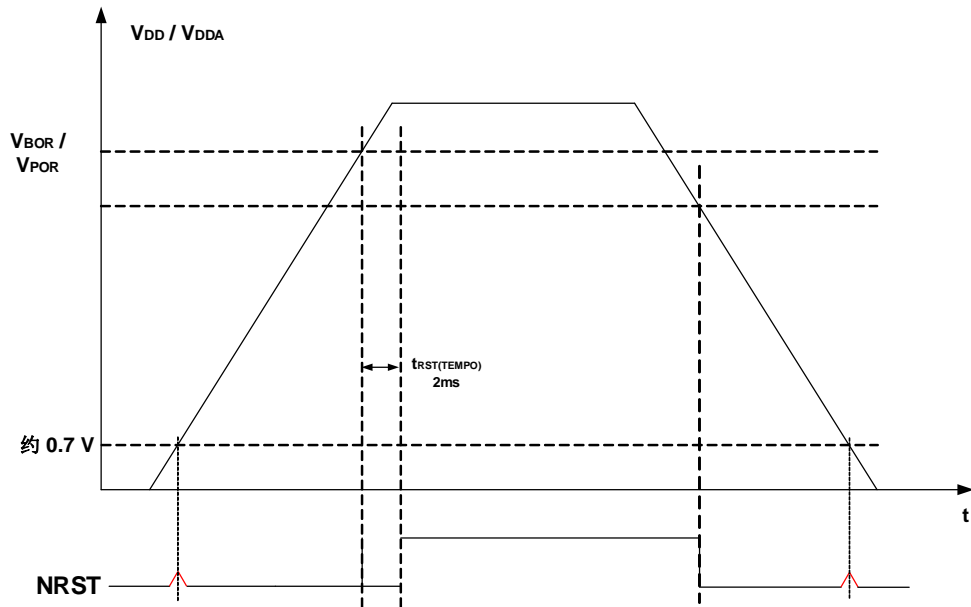 VDD / VDDA
VBOR /
VPOR
tRST(TEMPO)
2ms
约 0.7 V
t
NRST